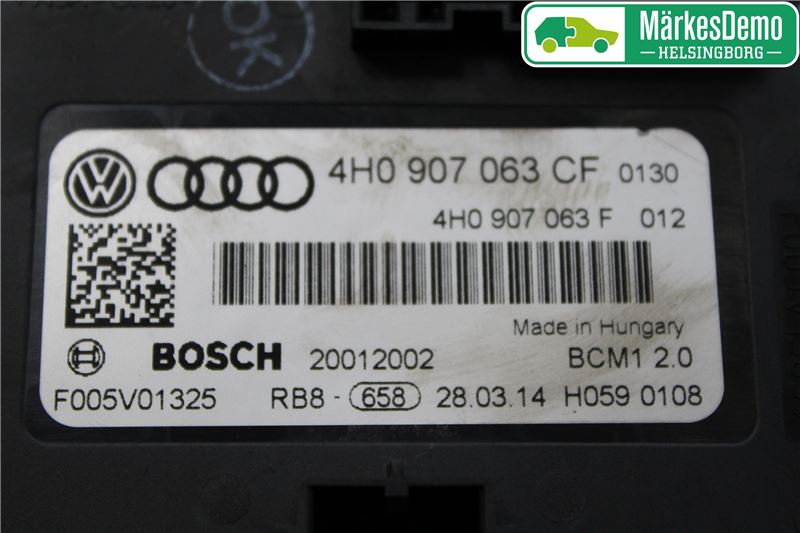 OK
MärkesDemo
HELSINGBORG
4H0 907 063 CF 0130
4H0 907 063 F 012
Made in Hungary
BOSCH 20012002 BCM1 2.0
F005V01325 RB8 - 658 28.03.14 H059 0108